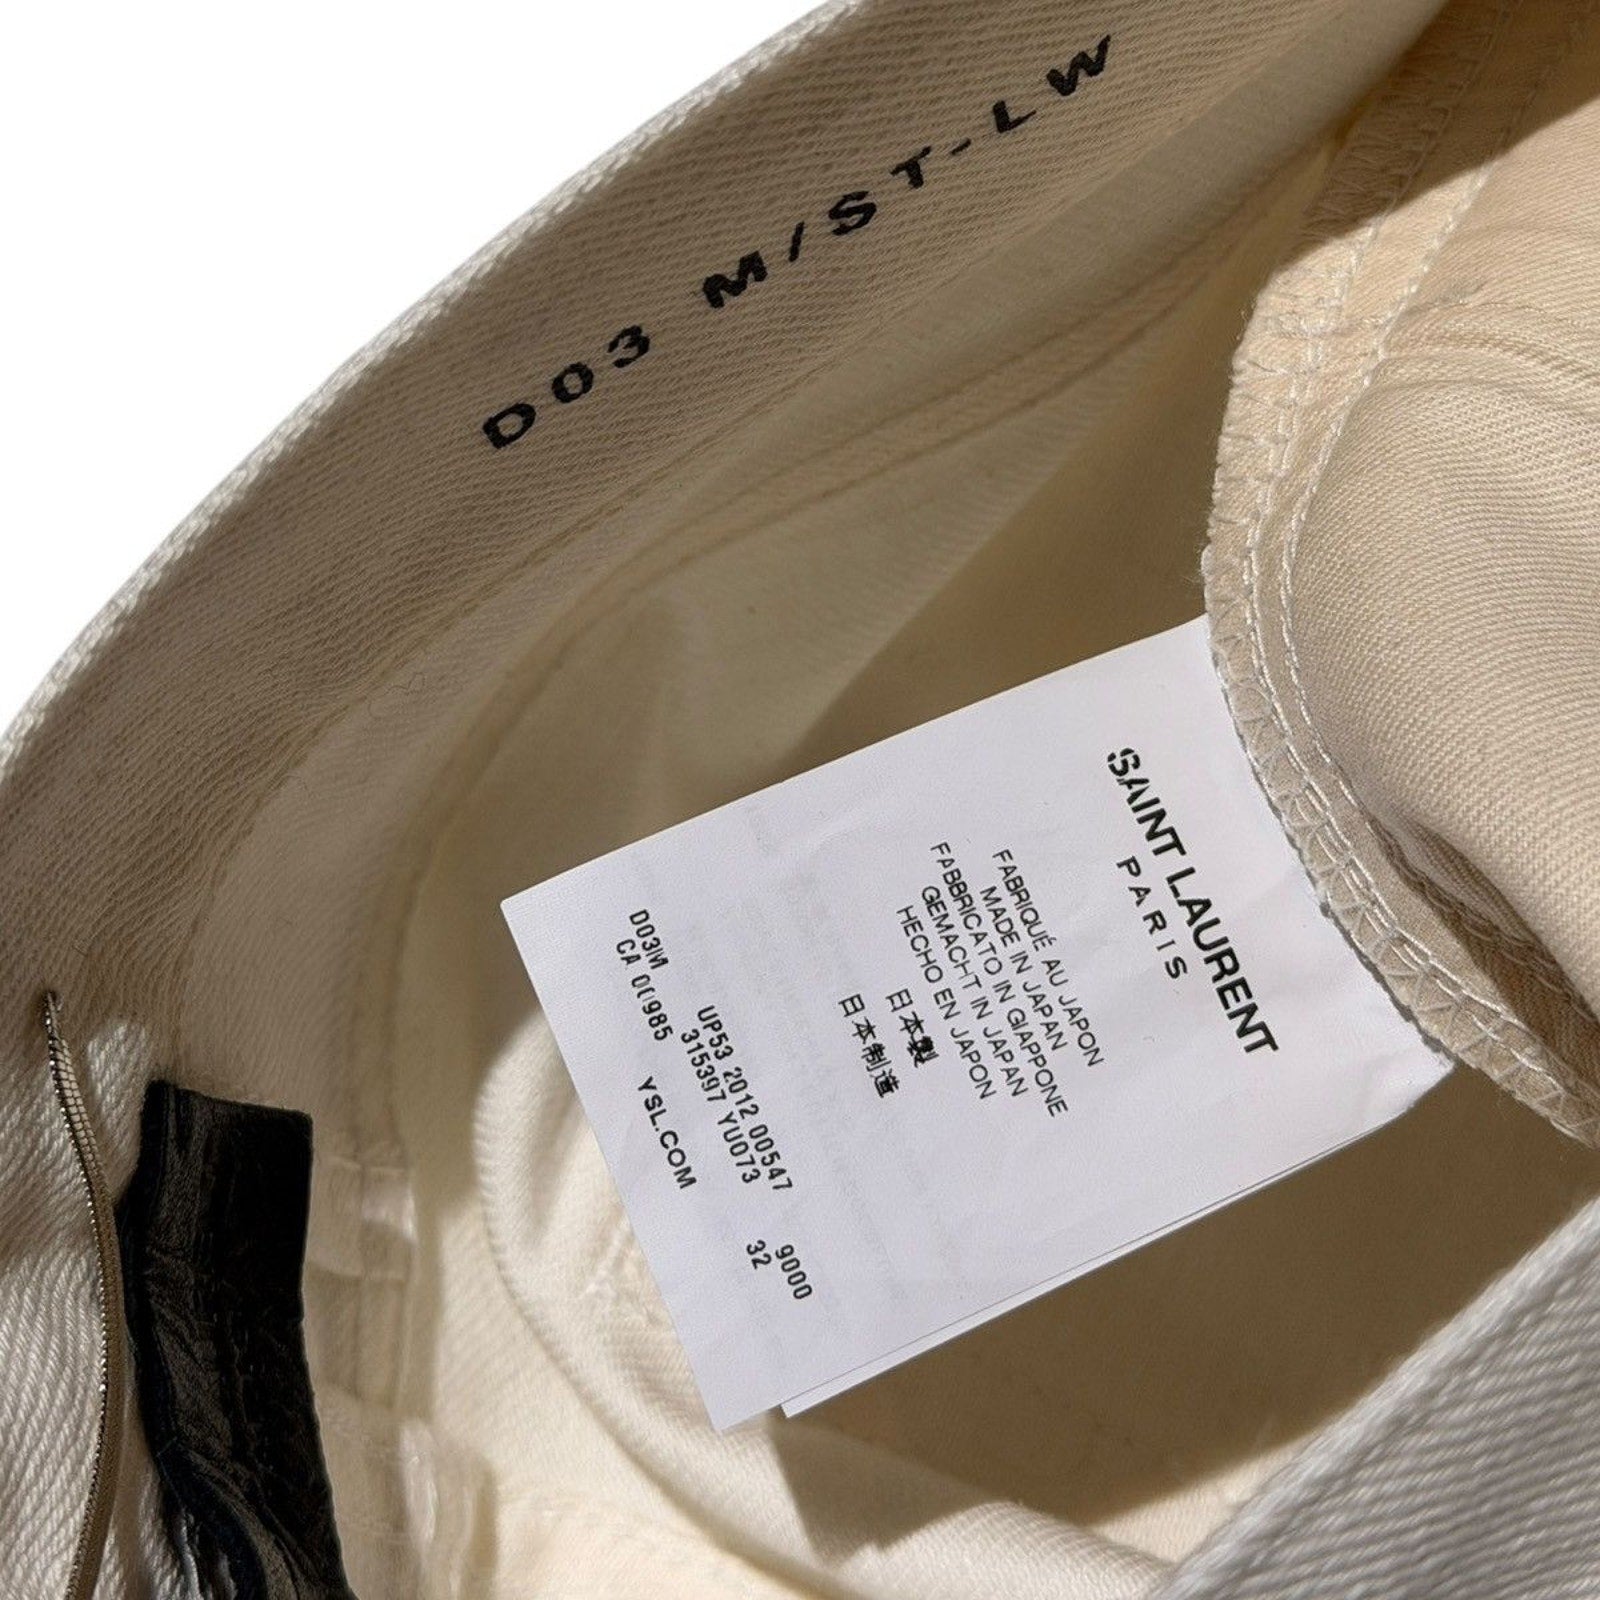 D03 M/ST-LW
SAINT LAURENT
PARIS
FABRIQUÉ AU JAPON
MADE IN JAPAN
FABBRICATO IN GIAPPONE
GEMACHT IN JAPAN
HECHO EN JAPON
日本製
日本制造
UP53 2012 00547 9000
D03M 315397 YU073 32
CA 00985 YSL.COM